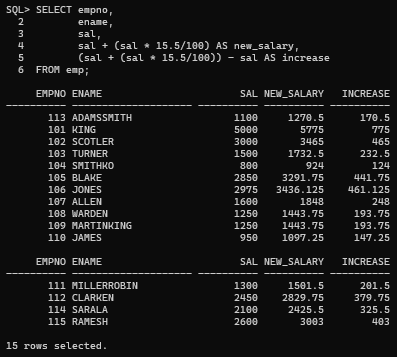 SQL> SELECT empno,
  2         ename,
  3         sal,
  4         sal + (sal * 15.5/100) AS new_salary,
  5         (sal + (sal * 15.5/100)) - sal AS increase
  6  FROM emp;
     EMPNO ENAME                       SAL NEW_SALARY   INCREASE
---------- -------------------- ---------- ---------- ----------
       113 ADAMSSMITH                 1100     1270.5      170.5
       101 KING                       5000       5775        775
       102 SCOTLER                    3000       3465        465
       103 TURNER                     1500     1732.5      232.5
       104 SMITHKO                     800        924        124
       105 BLAKE                      2850    3291.75     441.75
       106 JONES                      2975   3436.125    461.125
       107 ALLEN                      1600       1848        248
       108 WARDEN                     1250    1443.75     193.75
       109 MARTINKING                 1250    1443.75     193.75
       110 JAMES                       950    1097.25     147.25
     EMPNO ENAME                       SAL NEW_SALARY   INCREASE
---------- -------------------- ---------- ---------- ----------
       111 MILLERROBIN                1300     1501.5      201.5
       112 CLARKEN                    2450    2829.75     379.75
       114 SARALA                     2100     2425.5      325.5
       115 RAMESH                     2600       3003        403
15 rows selected.